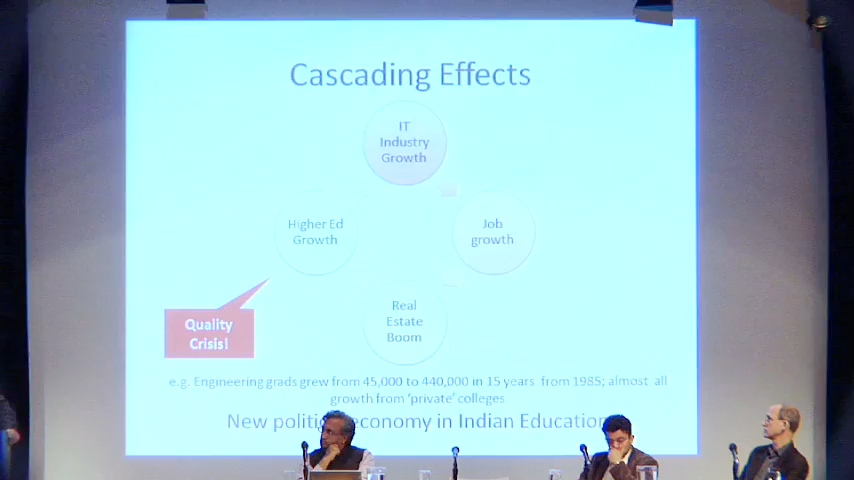 Cascading Effects
IT
Industry
Growth
Higher Ed
Growth
Job
growth
Real
Estate
Boom
Quality
Crisis!
e.g. Engineering grads grew from 45,000 to 440,000 in 15 years from 1985; almost all
growth from 'private' colleges
New political economy in Indian Education